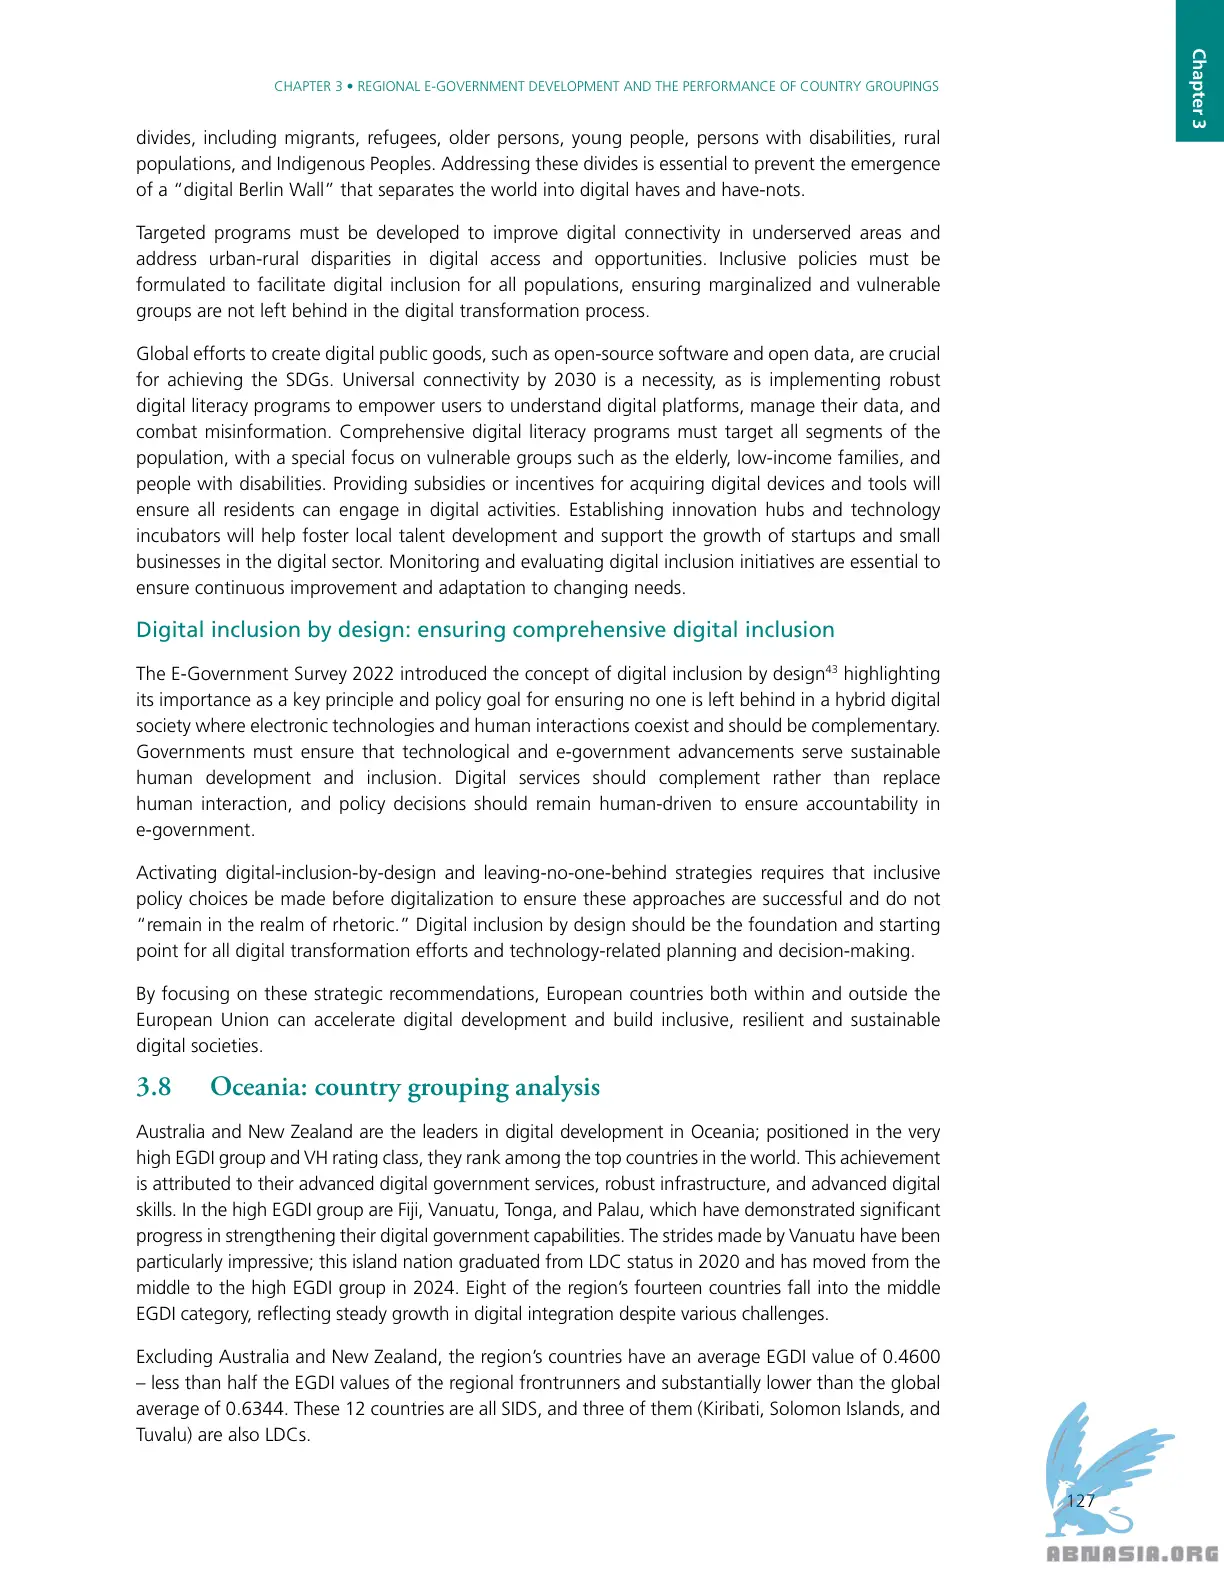 Chapter 3
CHAPTER 3 • REGIONAL E-GOVERNMENT DEVELOPMENT AND THE PERFORMANCE OF COUNTRY GROUPINGS
divides, including migrants, refugees, older persons, young people, persons with disabilities, rural
populations, and Indigenous Peoples. Addressing these divides is essential to prevent the emergence
of a “digital Berlin Wall” that separates the world into digital haves and have-nots.
Targeted programs must be developed to improve digital connectivity in underserved areas and
address urban-rural disparities in digital access and opportunities. Inclusive policies must be
formulated to facilitate digital inclusion for all populations, ensuring marginalized and vulnerable
groups are not left behind in the digital transformation process.
Global efforts to create digital public goods, such as open-source software and open data, are crucial
for achieving the SDGs. Universal connectivity by 2030 is a necessity, as is implementing robust
digital literacy programs to empower users to understand digital platforms, manage their data, and
combat misinformation. Comprehensive digital literacy programs must target all segments of the
population, with a special focus on vulnerable groups such as the elderly, low-income families, and
people with disabilities. Providing subsidies or incentives for acquiring digital devices and tools will
ensure all residents can engage in digital activities. Establishing innovation hubs and technology
incubators will help foster local talent development and support the growth of startups and small
businesses in the digital sector. Monitoring and evaluating digital inclusion initiatives are essential to
ensure continuous improvement and adaptation to changing needs.
Digital inclusion by design: ensuring comprehensive digital inclusion
The E-Government Survey 2022 introduced the concept of digital inclusion by design43 highlighting
its importance as a key principle and policy goal for ensuring no one is left behind in a hybrid digital
society where electronic technologies and human interactions coexist and should be complementary.
Governments must ensure that technological and e-government advancements serve sustainable
human development and inclusion. Digital services should complement rather than replace
human interaction, and policy decisions should remain human-driven to ensure accountability in
e-government.
Activating digital-inclusion-by-design and leaving-no-one-behind strategies requires that inclusive
policy choices be made before digitalization to ensure these approaches are successful and do not
“remain in the realm of rhetoric.” Digital inclusion by design should be the foundation and starting
point for all digital transformation efforts and technology-related planning and decision-making.
By focusing on these strategic recommendations, European countries both within and outside the
European Union can accelerate digital development and build inclusive, resilient and sustainable
digital societies.
3.8 Oceania: country grouping analysis
Australia and New Zealand are the leaders in digital development in Oceania; positioned in the very
high EGDI group and VH rating class, they rank among the top countries in the world. This achievement
is attributed to their advanced digital government services, robust infrastructure, and advanced digital
skills. In the high EGDI group are Fiji, Vanuatu, Tonga, and Palau, which have demonstrated significant
progress in strengthening their digital government capabilities. The strides made by Vanuatu have been
particularly impressive; this island nation graduated from LDC status in 2020 and has moved from the
middle to the high EGDI group in 2024. Eight of the region’s fourteen countries fall into the middle
EGDI category, reflecting steady growth in digital integration despite various challenges.
Excluding Australia and New Zealand, the region’s countries have an average EGDI value of 0.4600
– less than half the EGDI values of the regional frontrunners and substantially lower than the global
average of 0.6344. These 12 countries are all SIDS, and three of them (Kiribati, Solomon Islands, and
Tuvalu) are also LDCs.
127
ABNASIA.ORG